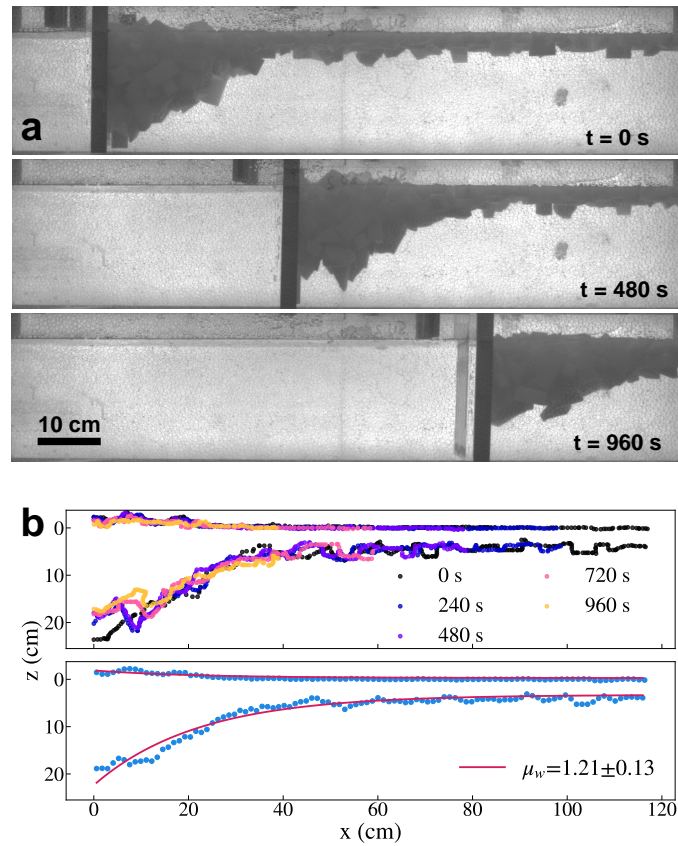 a
t = 0 s
t = 480 s
10 cm
t = 960 s
b
0
10
20
0 s
720 s
240 s
960 s
480 s
z (cm)
0
10
20
μw=1.21±0.13
0 20 40 60 80 100 120
x (cm)